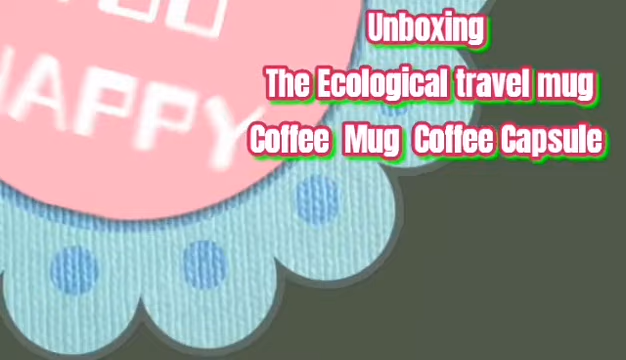 Unboxing
The Ecological travel mug
Coffee Mug Coffee Capsule
HAPPY